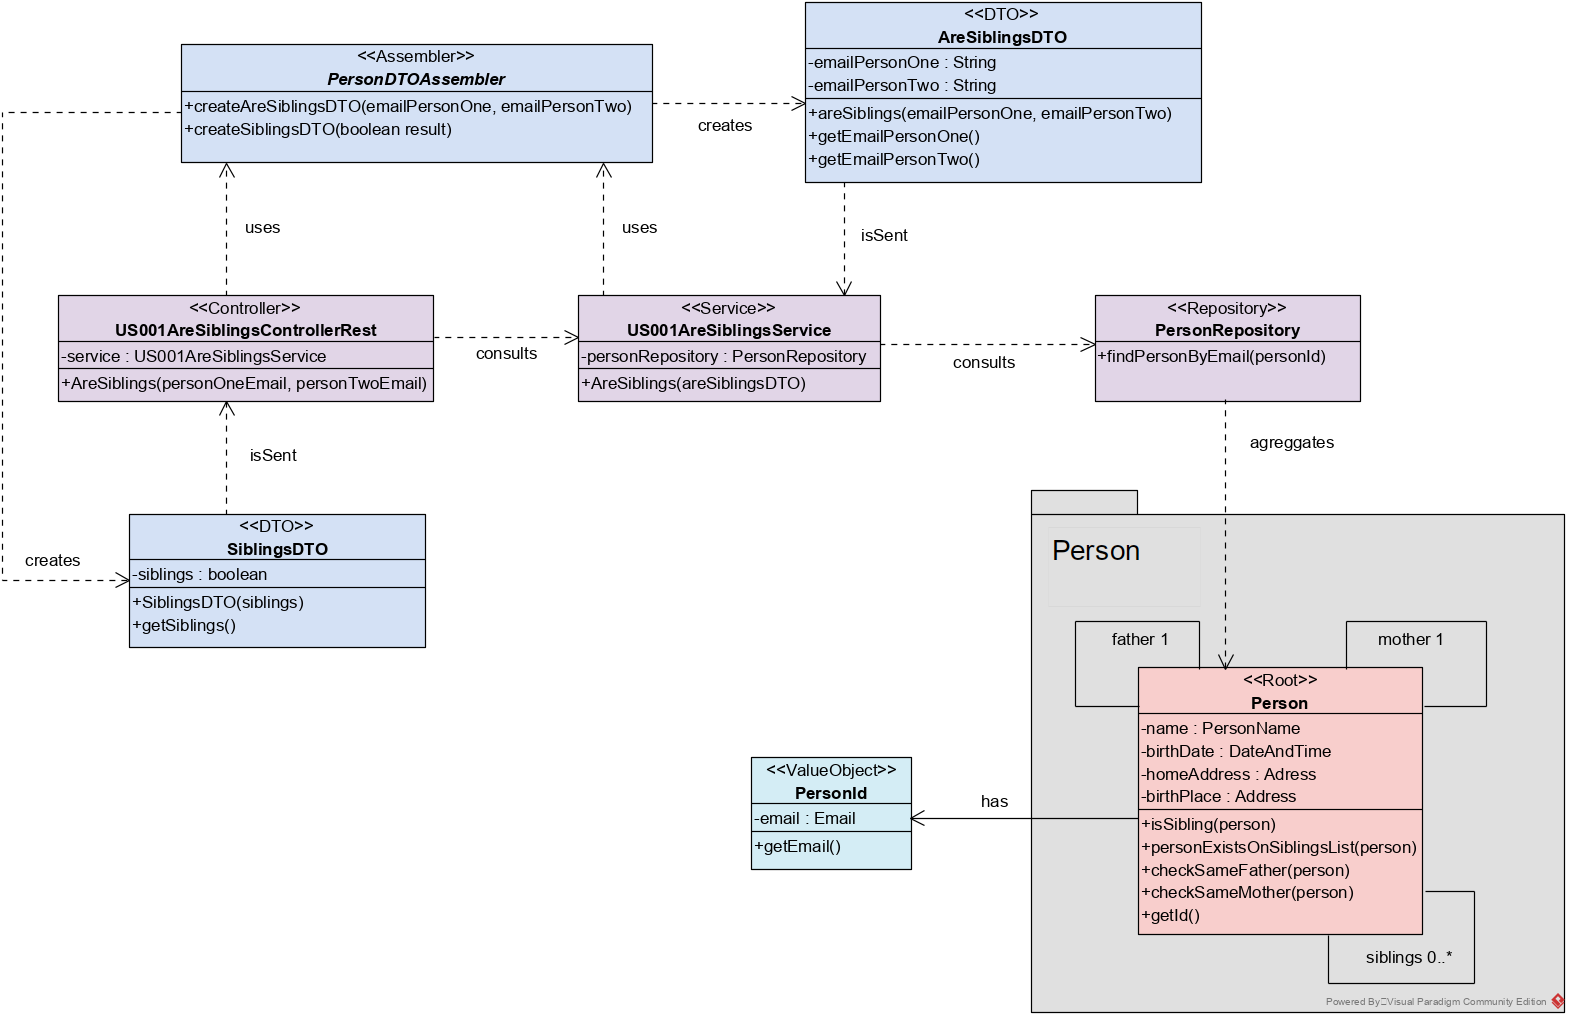 <<Assembler>>
PersonDTOAssembler
+createAreSiblingsDTO(emailPersonOne, emailPersonTwo)
+createSiblingsDTO(boolean result)
creates
<<DTO>>
AreSiblingsDTO
-emailPersonOne : String
-emailPersonTwo : String
+areSiblings(emailPersonOne, emailPersonTwo)
+getEmailPersonOne()
+getEmailPersonTwo()
uses
uses
isSent
<<Controller>>
US001AreSiblingsControllerRest
-service : US001AreSiblingsService
+AreSiblings(personOneEmail, personTwoEmail)
consults
<<Service>>
US001AreSiblingsService
-personRepository : PersonRepository
+AreSiblings(areSiblingsDTO)
consults
<<Repository>>
PersonRepository
+findPersonByEmail(personId)
isSent
agreggates
creates
<<DTO>>
SiblingsDTO
-siblings : boolean
+SiblingsDTO(siblings)
+getSiblings()
Person
father 1
mother 1
<<Root>>
Person
-name : PersonName
-birthDate : DateAndTime
-homeAddress : Adress
-birthPlace : Address
+isSibling(person)
+personExistsOnSiblingsList(person)
+checkSameFather(person)
+checkSameMother(person)
+getId()
has
<<ValueObject>>
PersonId
-email : Email
+getEmail()
siblings 0..*
Powered By Visual Paradigm Community Edition